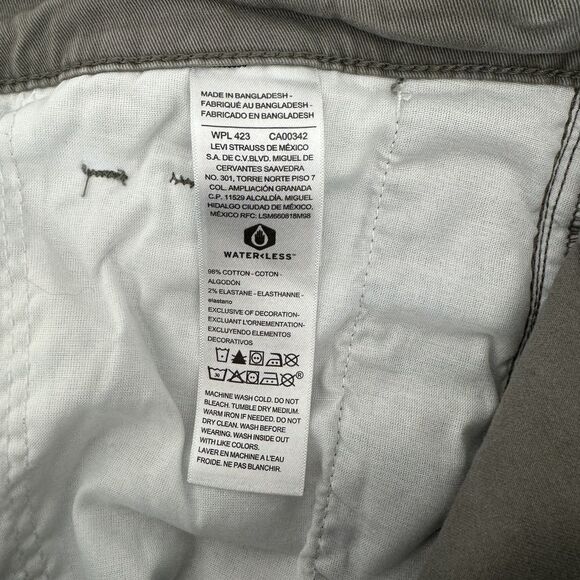 MADE IN BANGLADESH -
FABRIQUÉ AU BANGLADESH -
FABRICADO EN BANGLADESH
WPL 423 CA00342
LEVI STRAUSS DE MÉXICO
S.A. DE C.V.BLVD. MIGUEL DE
CERVANTES SAAVEDRA
NO. 301, TORRE NORTE PISO 7
COL. AMPLIACIÓN GRANADA
C.P. 11529 ALCALDÍA. MIGUEL
HIDALGO CIUDAD DE MÉXICO,
MÉXICO RFC: LSM660818M98
WATER<LESS™
98% COTTON - COTON -
ALGODÓN
2% ELASTANE - ELASTHANNE -
elastano
EXCLUSIVE OF DECORATION-
EXCLUANT L'ORNEMENTATION-
EXCLUYENDO ELEMENTOS
DECORATIVOS
30 ®
MACHINE WASH COLD. DO NOT
BLEACH. TUMBLE DRY MEDIUM.
WARM IRON IF NEEDED. DO NOT
DRY CLEAN. WASH BEFORE
WEARING. WASH INSIDE OUT
WITH LIKE COLORS.
LAVER EN MACHINE À L'EAU
FROIDE. NE PAS BLANCHIR.